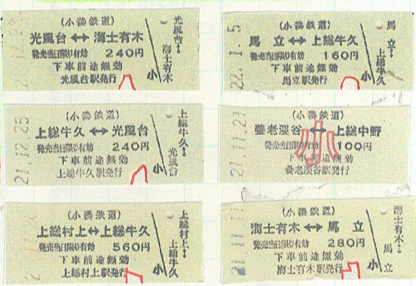 (小湊鉄道)
光風台↔海士有木
発売当日限り有効 240円
下車前途無効
光風台駅発行
光風台
海士有木
小
(小湊鉄道)
馬立↔上総牛久
発売当日限り有効 160円
下車前途無効
馬立駅発行
馬立
上総牛久
小
22.1.5
(小湊鉄道)
上総牛久↔光風台
発売当日限り有効 240円
下車前途無効
上総牛久駅発行
上総牛久
光風台
小
21.12.25
(小湊鉄道)
養老渓谷↔上総中野
発売当日限り有効 100円
下車前途無効
養老渓谷駅発行
小
21.11.21
(小湊鉄道)
上総村上↔上総牛久
発売当日限り有効 560円
下車前途無効
上総村上駅発行
上総村上
上総牛久
小
(小湊鉄道)
海士有木↔馬立
発売当日限り有効 280円
下車前途無効
海士有木駅発行
海士有木
馬立
小